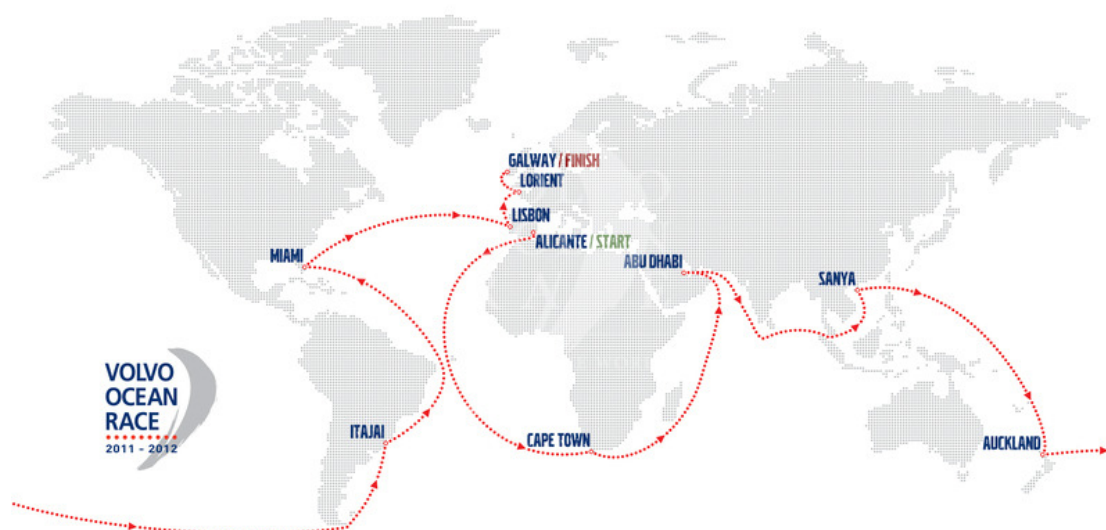 GALWAY / FINISH
LORIENT
LISBON
ALICANTE / START
MIAMI
ABU DHABI
SANYA
VOLVO
OCEAN
RACE
2011 - 2012
ITAJAI
CAPE TOWN
AUCKLAND